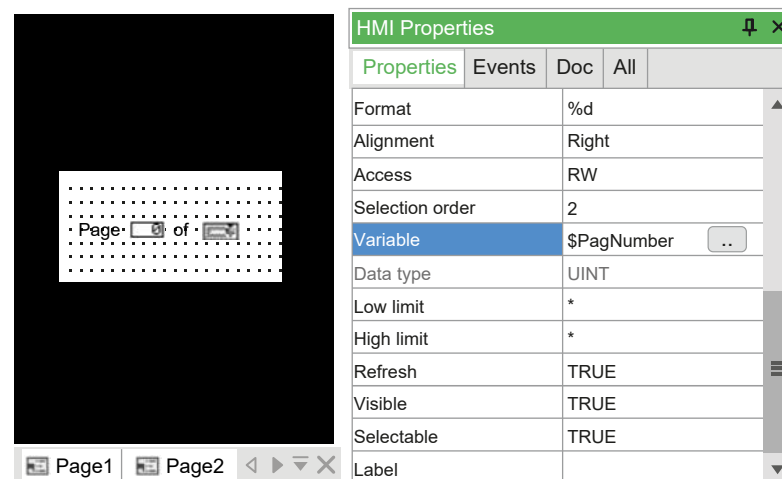 HMI Properties
Properties Events Doc All
Format %d
Alignment Right
Access RW
Selection order 2
Variable $PagNumber ..
Data type UINT
Low limit *
High limit *
Refresh TRUE
Visible TRUE
Selectable TRUE
Label
Page 0 of
Page1 Page2